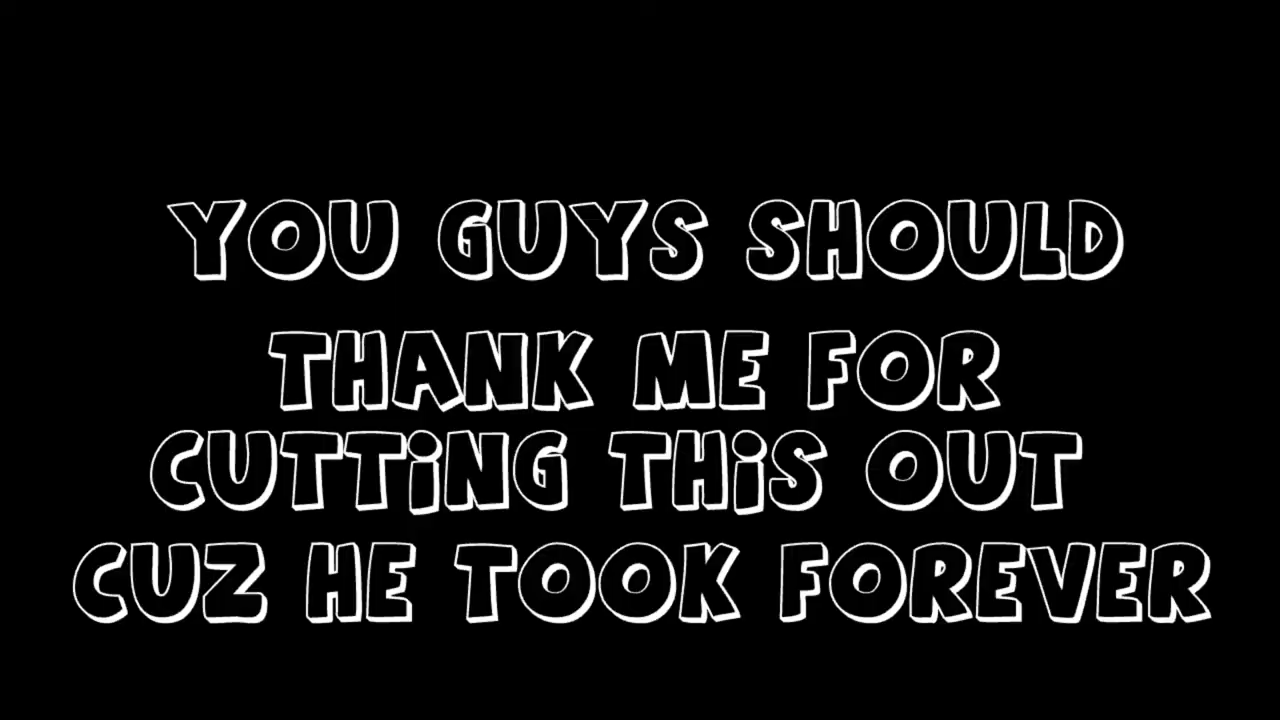 YOU GUYS SHOULD
THANK ME FOR
CUTTiNG THiS OUT
CUZ HE TOOK FOREVER